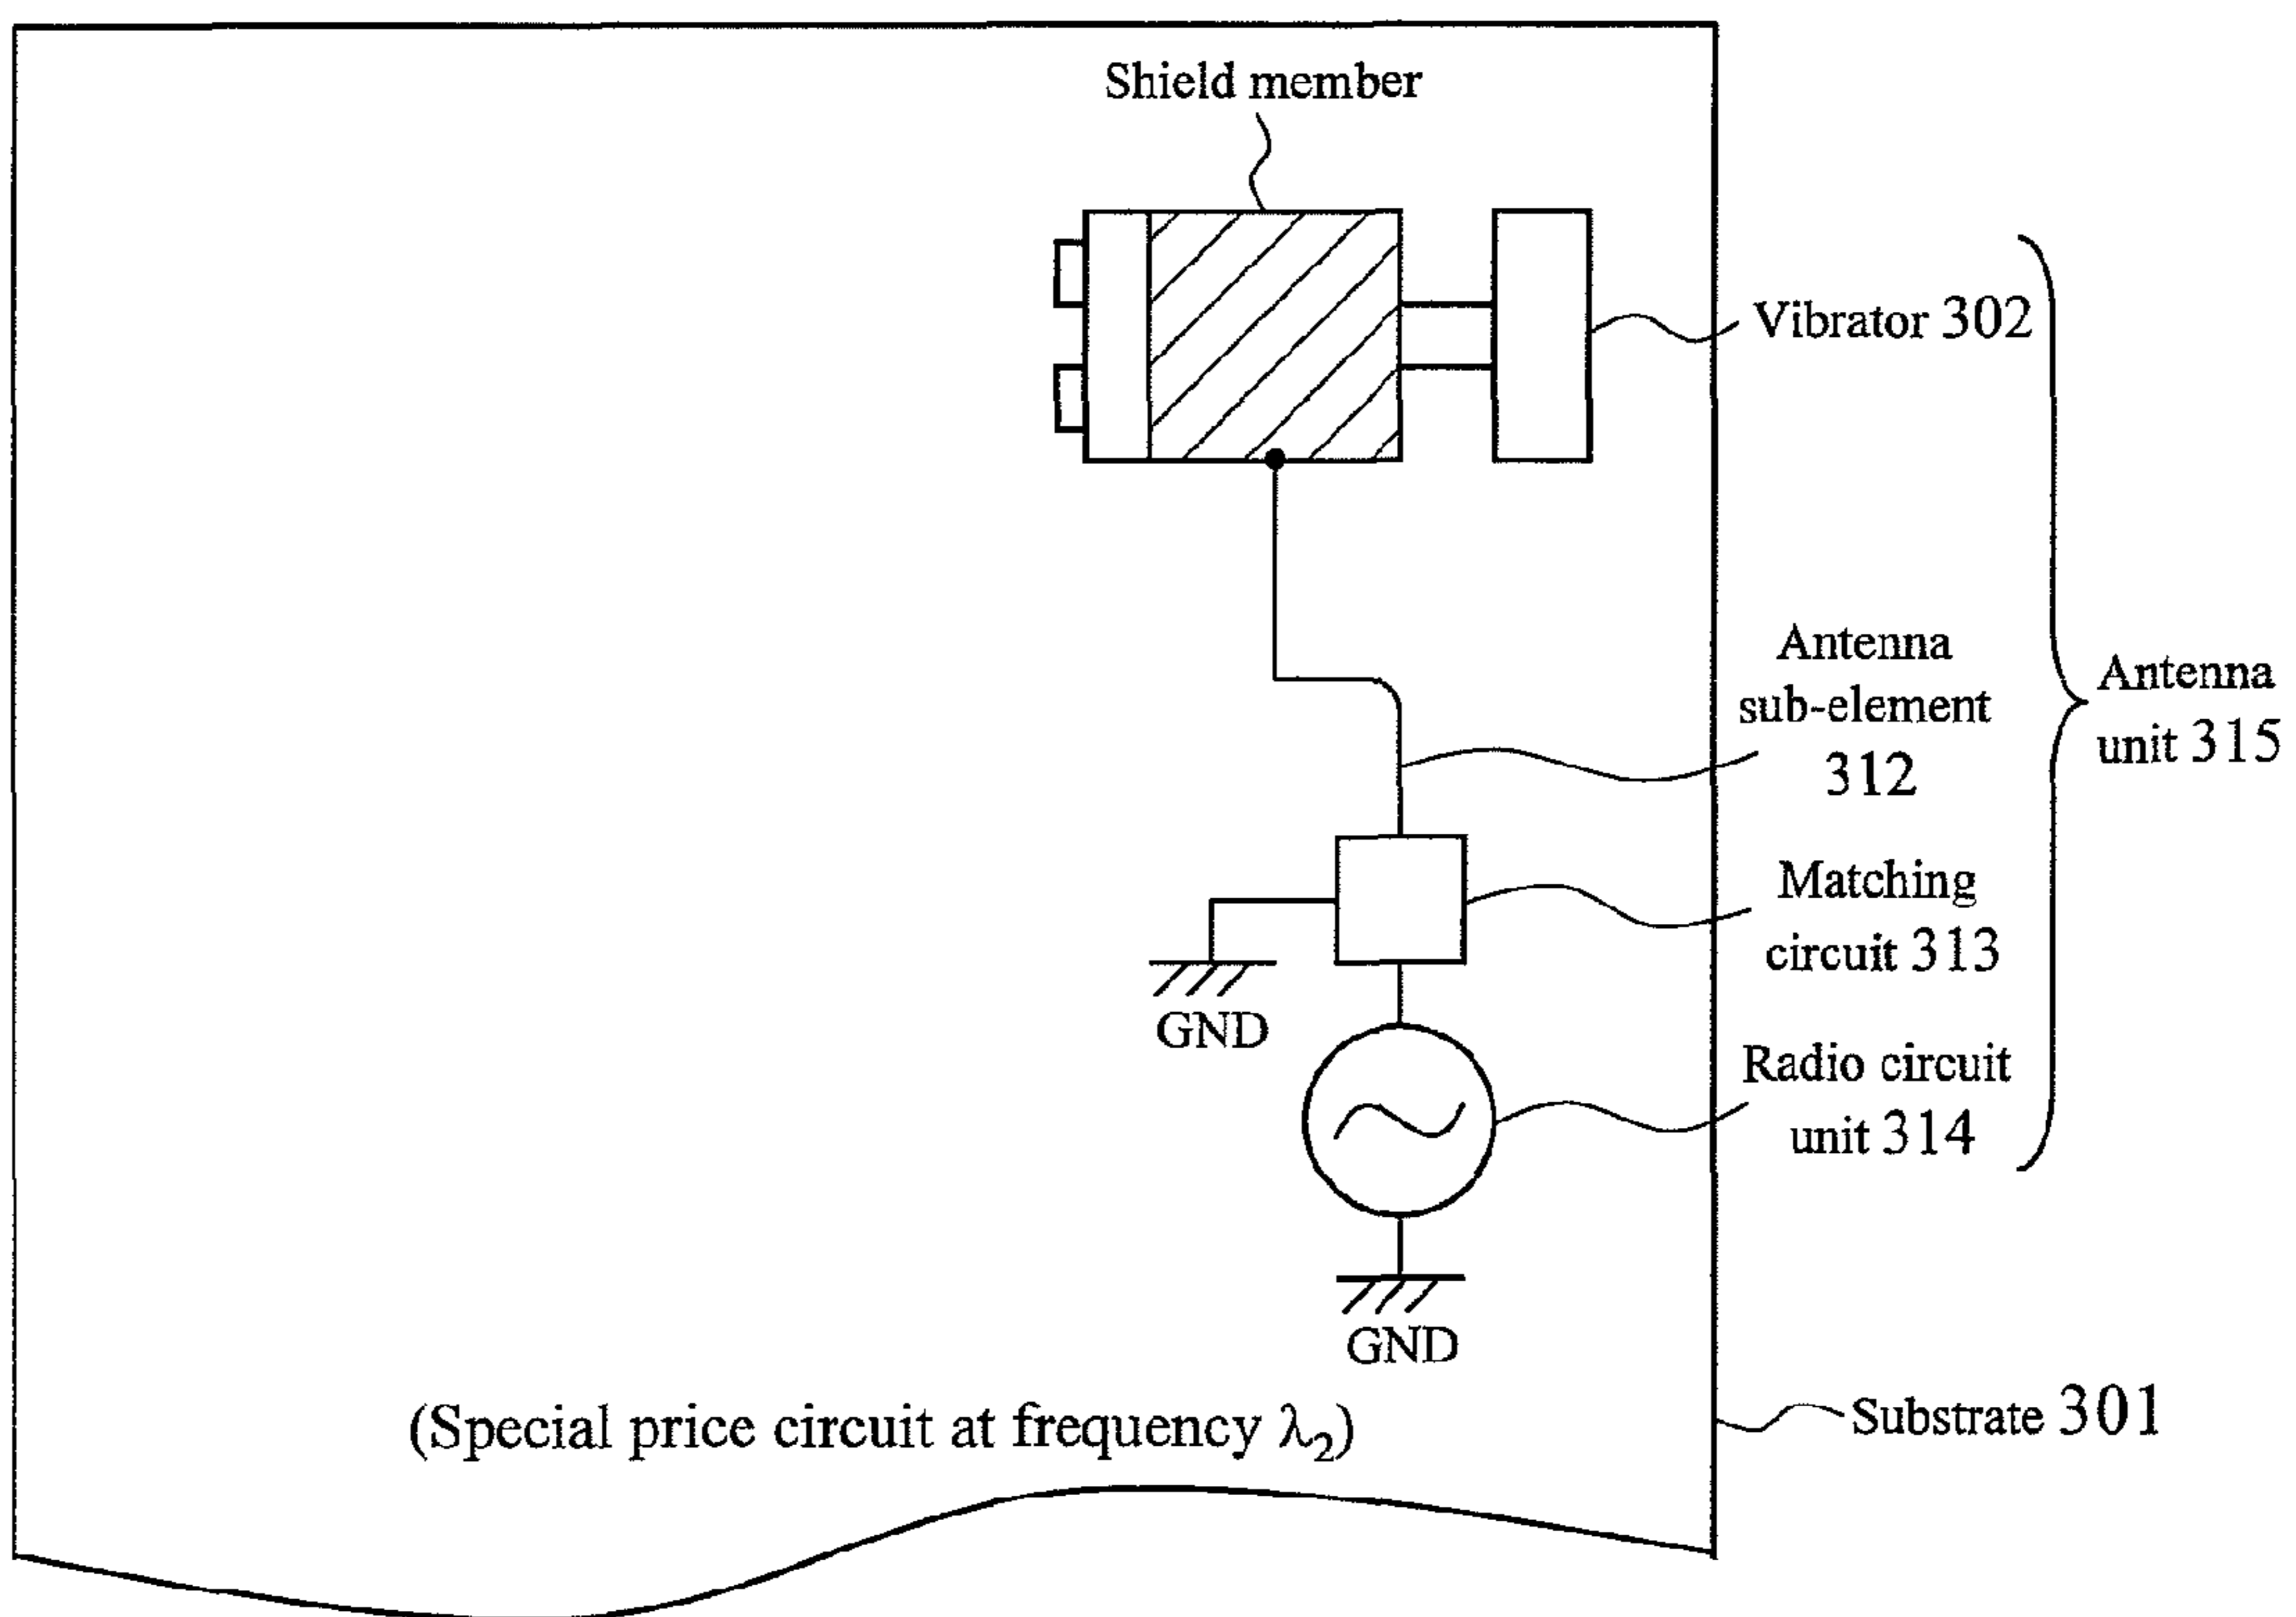 Shield member
Vibrator 302
Antenna
sub-element
312
Antenna
unit 315
Matching
circuit 313
GND
Radio circuit
unit 314
GND
(Special price circuit at frequency λ₂)
Substrate 301